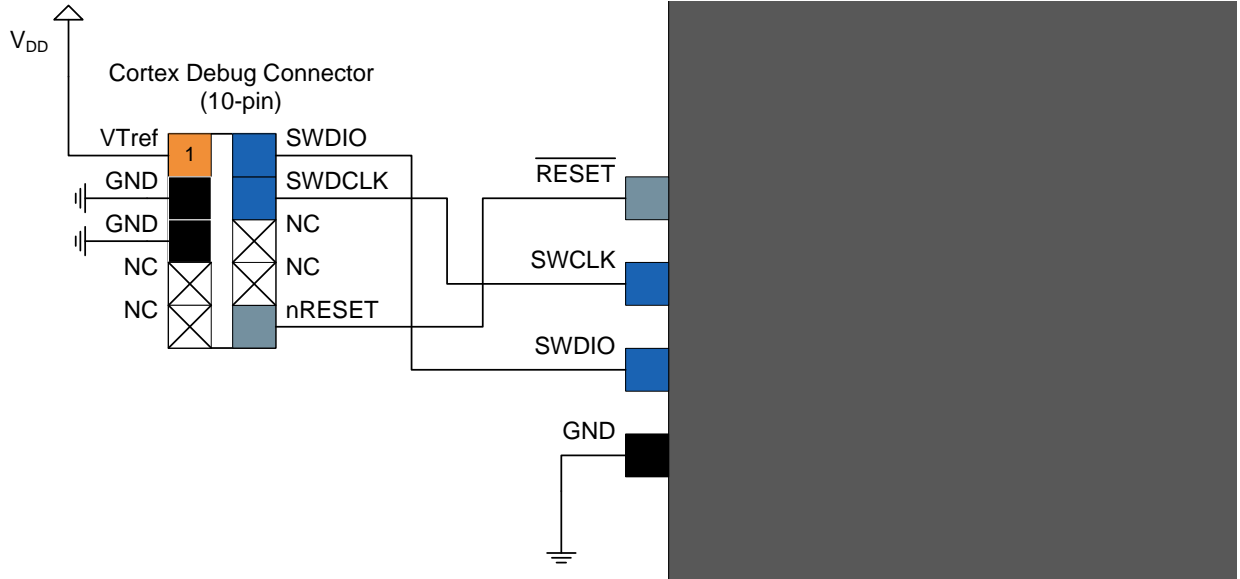 V_DD
Cortex Debug Connector
(10-pin)
VTref
1
SWDIO
GND
SWDCLK
GND
NC
NC
NC
NC
nRESET
RESET
SWCLK
SWDIO
GND